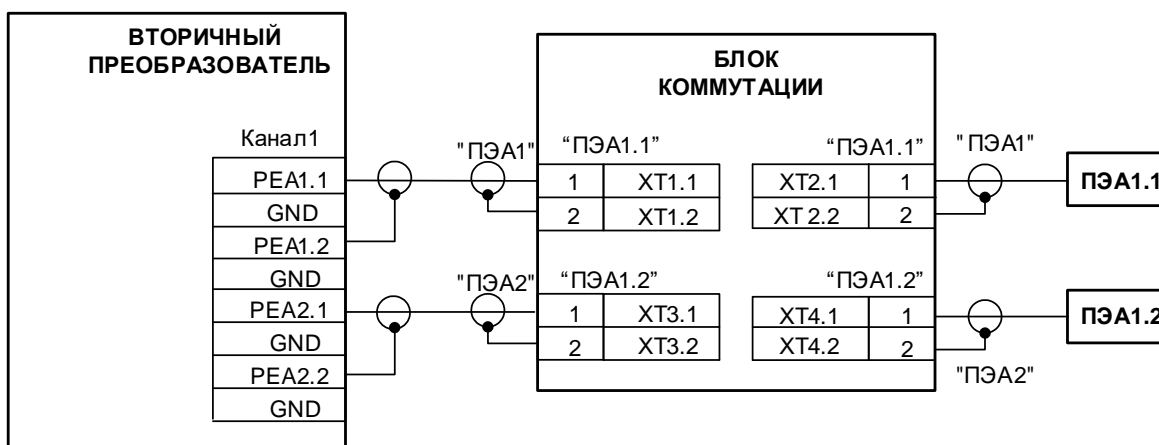 ВТОРИЧНЫЙ
ПРЕОБРАЗОВАТЕЛЬ
Канал1
PEA1.1
GND
PEA1.2
GND
PEA2.1
GND
PEA2.2
GND
"ПЭА1"
"ПЭА2"
БЛОК
КОММУТАЦИИ
“ПЭА1.1”
1 XT1.1
2 XT1.2
“ПЭА1.1”
XT2.1 1
XT 2.2 2
“ПЭА1.2”
1 XT3.1
2 XT3.2
“ПЭА1.2”
XT4.1 1
XT4.2 2
"ПЭА1"
ПЭА1.1
ПЭА1.2
"ПЭА2"